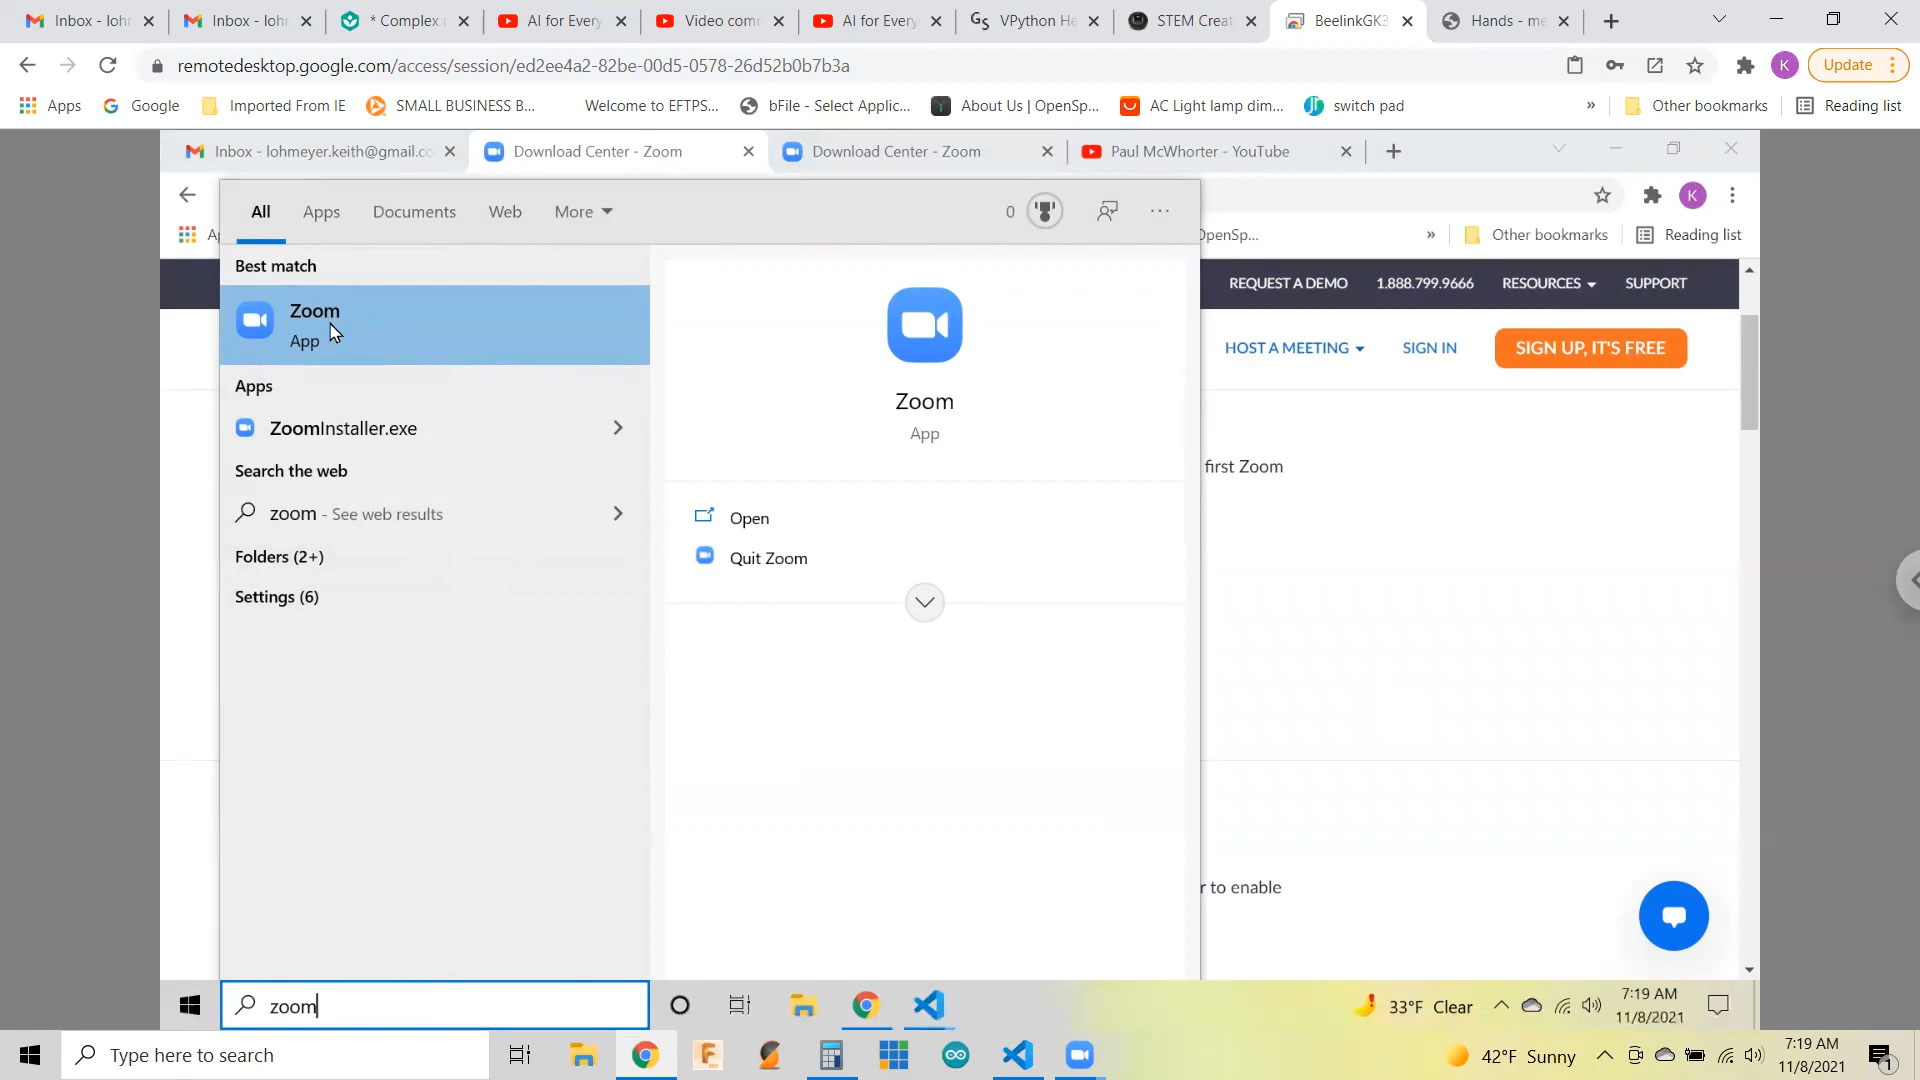 Inbox - lohr
Inbox - lohr
* Complex n
AI for Every
Video comm
AI for Every
VPython He
STEM Creat
BeelinkGK3
Hands - me
remotedesktop.google.com/access/session/ed2ee4a2-82be-00d5-0578-26d52b0b7b3a
K
Update
Apps
Google
Imported From IE
SMALL BUSINESS B...
Welcome to EFTPS...
bFile - Select Applic...
About Us | OpenSp...
AC Light lamp dim...
switch pad
»
Other bookmarks
Reading list
Inbox - lohmeyer.keith@gmail.co
Download Center - Zoom
Download Center - Zoom
Paul McWhorter - YouTube
K
Ap
OpenSp...
»
Other bookmarks
Reading list
All
Apps
Documents
Web
More
0
Best match
Zoom
App
Apps
ZoomInstaller.exe
Search the web
zoom - See web results
Folders (2+)
Settings (6)
Zoom
App
Open
Quit Zoom
REQUEST A DEMO
1.888.799.9666
RESOURCES
SUPPORT
HOST A MEETING
SIGN IN
SIGN UP, IT'S FREE
first Zoom
r to enable
zoom
33°F Clear
7:19 AM
11/8/2021
Type here to search
42°F Sunny
7:19 AM
11/8/2021
1